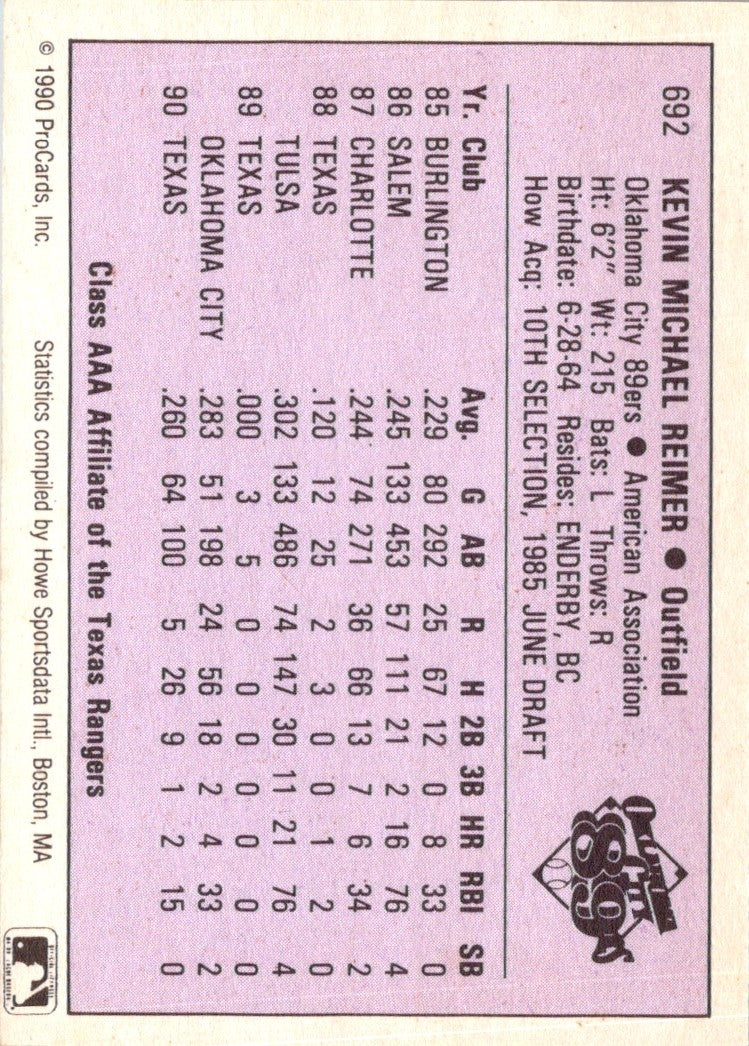 692 KEVIN MICHAEL REIMER ● Outfield
Oklahoma City 89ers ● American Association
Ht: 6'2" Wt: 215 Bats: L Throws: R
Birthdate: 6-28-64 Resides: ENDERBY, BC
How Acq: 10TH SELECTION, 1985 JUNE DRAFT
OKLAHOMA
CITY
89ers
Yr. Club Avg. G AB R H 2B 3B HR RBI SB
85 BURLINGTON .229 80 292 25 67 12 0 8 33 0
86 SALEM .245 133 453 57 111 21 2 16 76 4
87 CHARLOTTE .244 74 271 36 66 13 7 6 34 2
88 TEXAS .120 12 25 2 3 0 0 1 2 0
TULSA .302 133 486 74 147 30 11 21 76 4
89 TEXAS .000 3 5 0 0 0 0 0 0 0
OKLAHOMA CITY .283 51 198 24 56 18 2 4 33 2
90 TEXAS .260 64 100 5 26 9 1 2 15 0
Class AAA Affiliate of the Texas Rangers
© 1990 ProCards, Inc. Statistics compiled by Howe Sportsdata Intl., Boston, MA